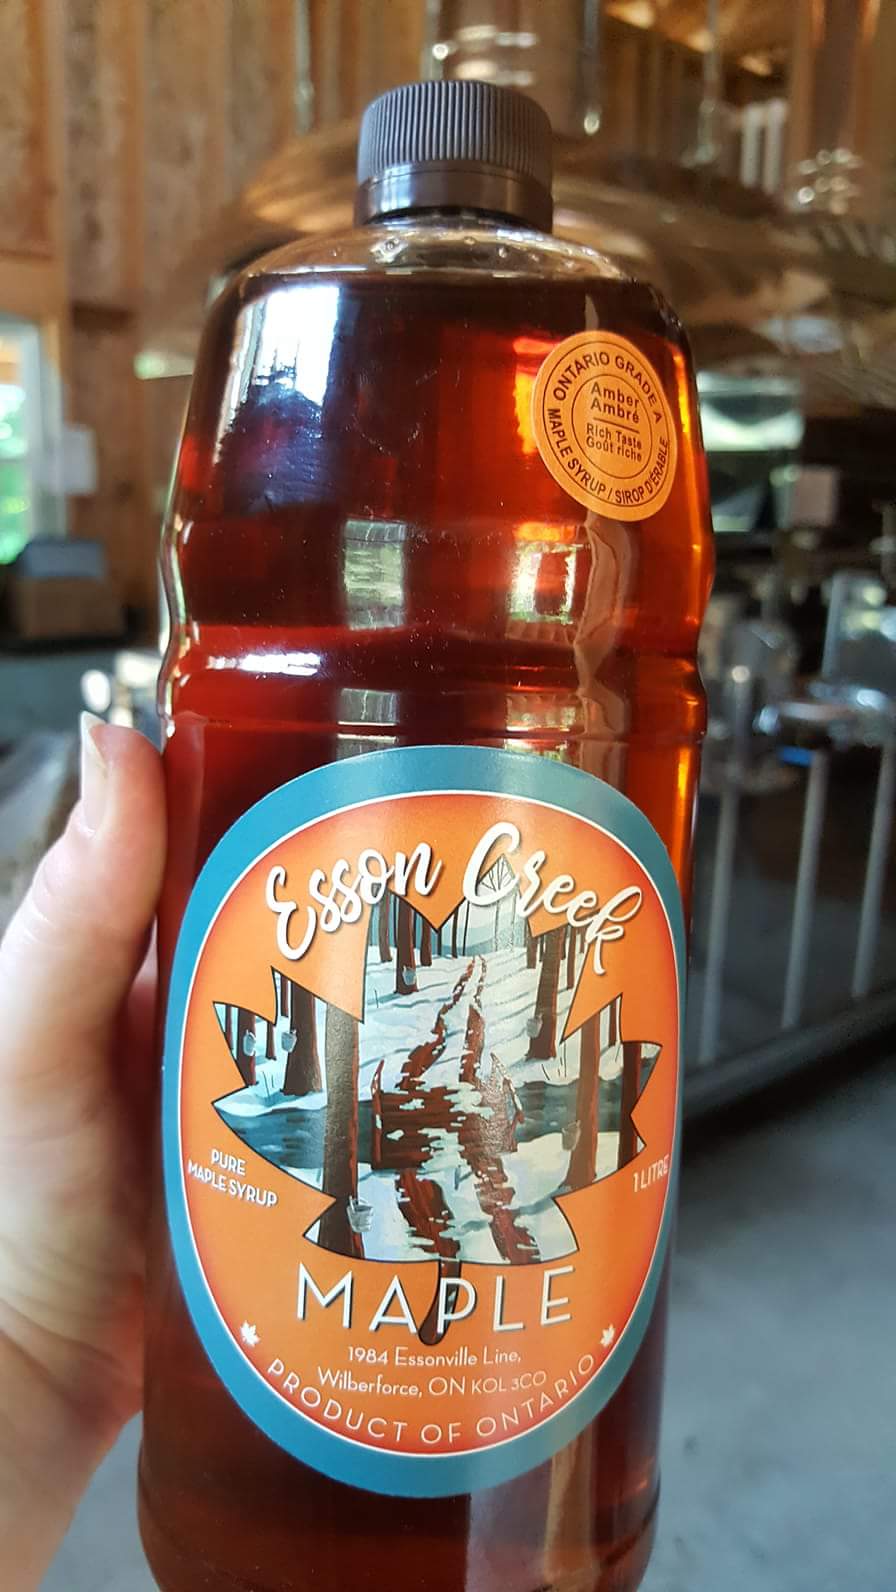 ONTARIO GRADE A
Amber
Ambré
Rich Taste
Goût riche
MAPLE SYRUP / SIROP D'ÉRABLE
Esson Creek
PURE
MAPLE SYRUP
1 LITRE
MAPLE
1984 Essonville Line,
Wilberforce, ON K0L 3C0
PRODUCT OF ONTARIO